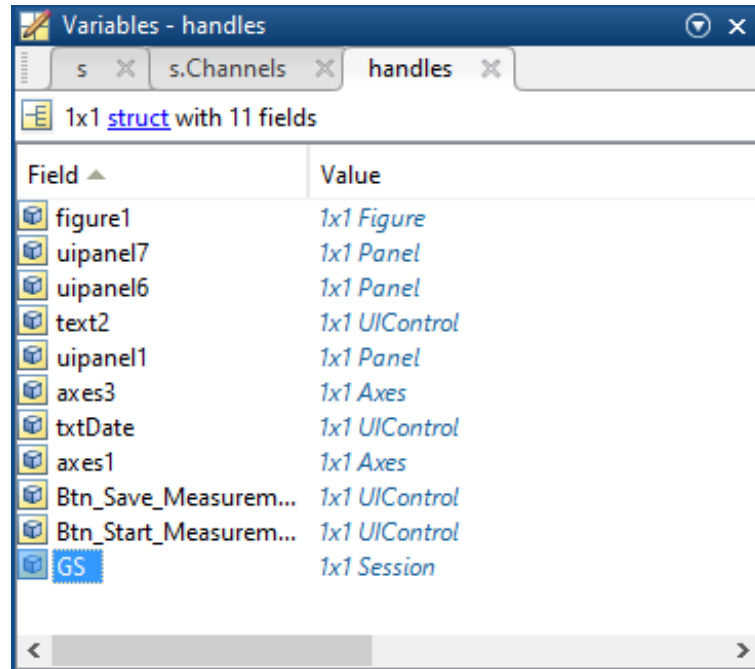 Variables - handles
s s.Channels handles
1x1 struct with 11 fields
Field Value
figure1 1x1 Figure
uipanel7 1x1 Panel
uipanel6 1x1 Panel
text2 1x1 UIControl
uipanel1 1x1 Panel
axes3 1x1 Axes
txtDate 1x1 UIControl
axes1 1x1 Axes
Btn_Save_Measurem... 1x1 UIControl
Btn_Start_Measurem... 1x1 UIControl
GS 1x1 Session